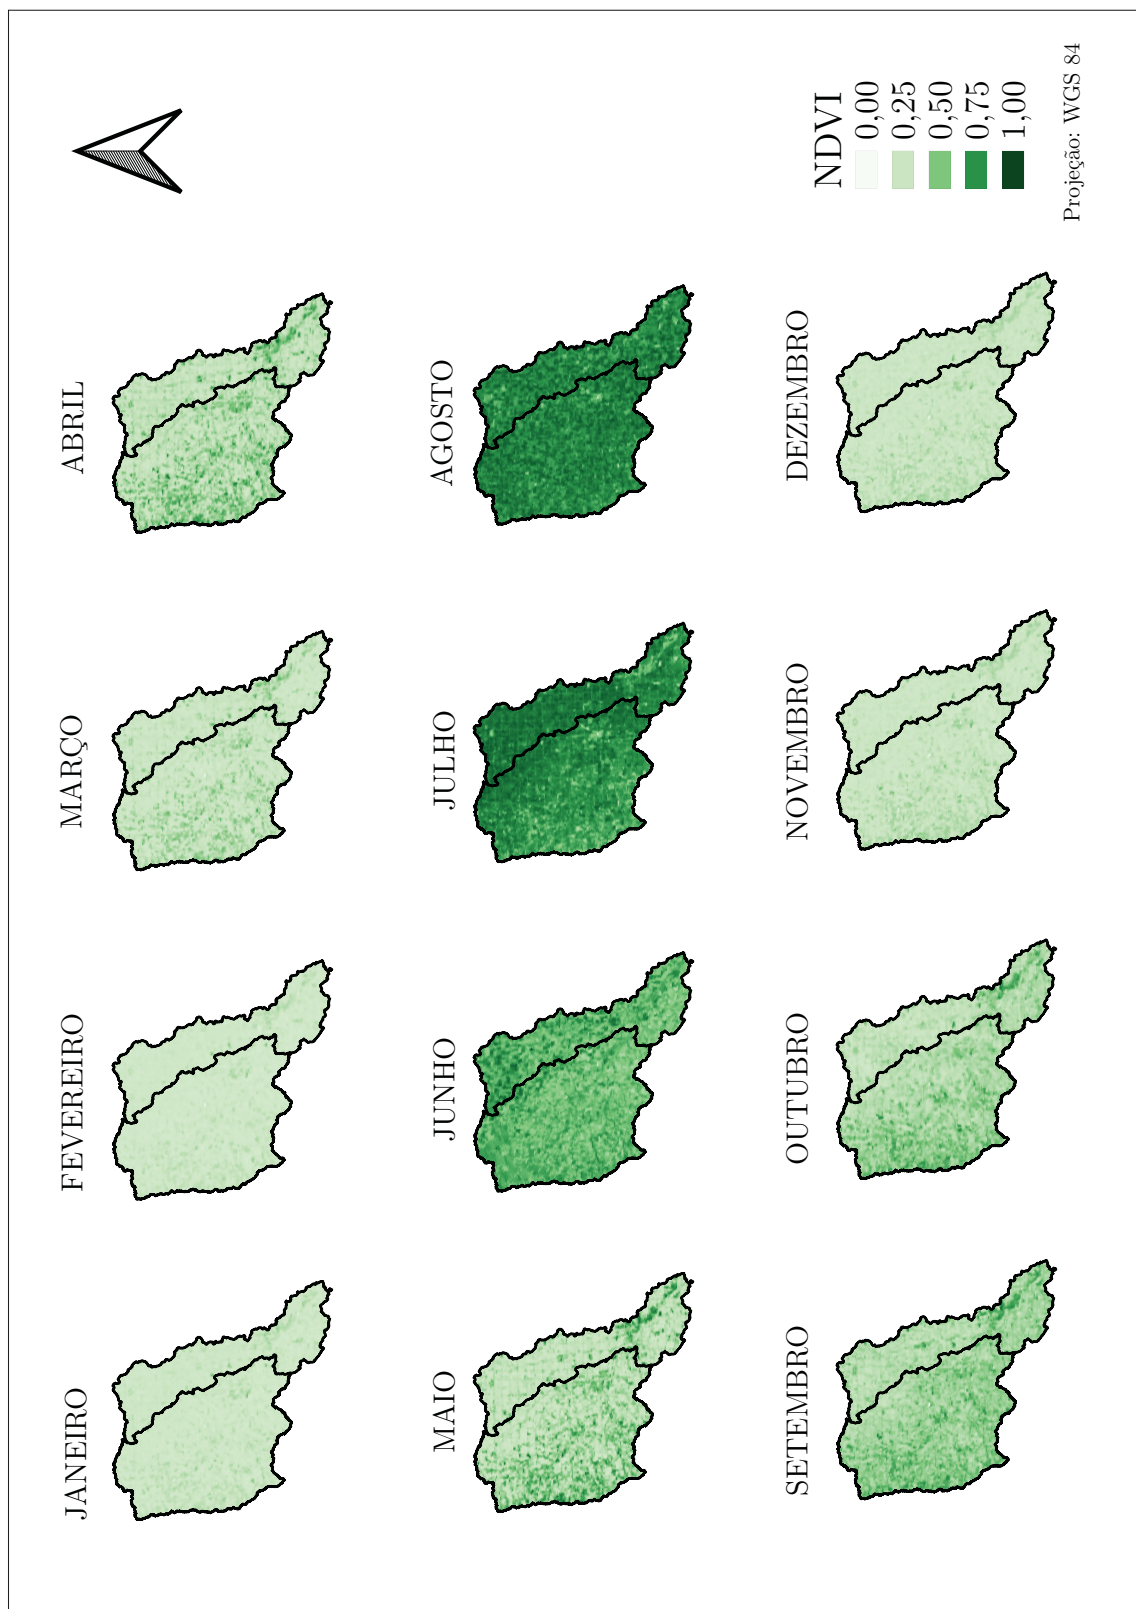 JANEIRO
FEVEREIRO
MARÇO
ABRIL
MAIO
JUNHO
JULHO
AGOSTO
SETEMBRO
OUTUBRO
NOVEMBRO
DEZEMBRO
NDVI
0,00
0,25
0,50
0,75
1,00
Projeção: WGS 84